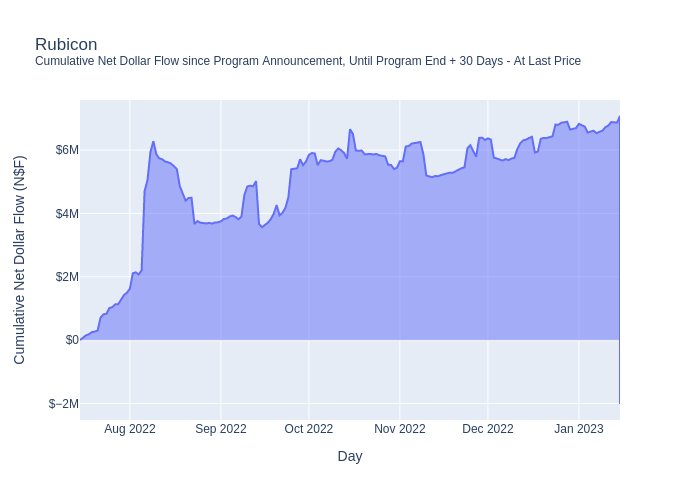 Rubicon
Cumulative Net Dollar Flow since Program Announcement, Until Program End + 30 Days - At Last Price
Cumulative Net Dollar Flow (N$F)
$6M
$4M
$2M
$0
$−2M
Aug 2022
Sep 2022
Oct 2022
Nov 2022
Dec 2022
Jan 2023
Day